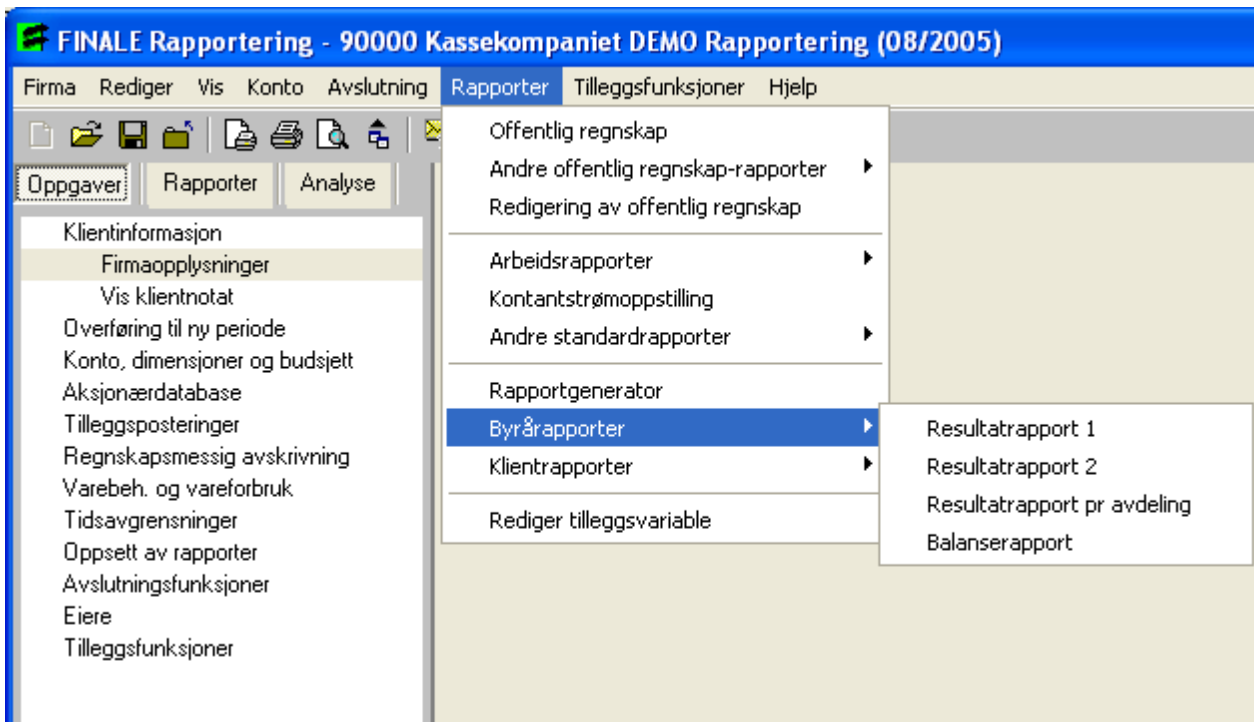 FINALE Rapportering - 90000 Kassekompaniet DEMO Rapportering (08/2005)
Firma Rediger Vis Konto Avslutning Rapporter Tilleggsfunksjoner Hjelp
Oppgaver Rapporter Analyse
Klientinformasjon
Firmaopplysninger
Vis klientnotat
Overføring til ny periode
Konto, dimensjoner og budsjett
Aksjonærdatabase
Tilleggsposteringer
Regnskapsmessig avskrivning
Varebeh. og vareforbruk
Tidsavgrensninger
Oppsett av rapporter
Avslutningsfunksjoner
Eiere
Tilleggsfunksjoner
Offentlig regnskap
Andre offentlig regnskap-rapporter
Redigering av offentlig regnskap
Arbeidsrapporter
Kontantstrømoppstilling
Andre standardrapporter
Rapportgenerator
Byrårapporter
Klientrapporter
Rediger tilleggsvariable
Resultatrapport 1
Resultatrapport 2
Resultatrapport pr avdeling
Balanserapport